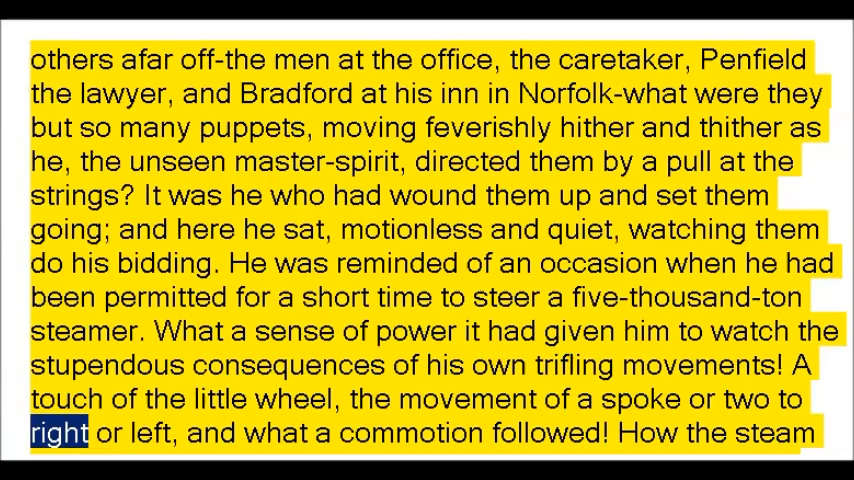 others afar off-the men at the office, the caretaker, Penfield
the lawyer, and Bradford at his inn in Norfolk-what were they
but so many puppets, moving feverishly hither and thither as
he, the unseen master-spirit, directed them by a pull at the
strings? It was he who had wound them up and set them
going; and here he sat, motionless and quiet, watching them
do his bidding. He was reminded of an occasion when he had
been permitted for a short time to steer a five-thousand-ton
steamer. What a sense of power it had given him to watch the
stupendous consequences of his own trifling movements! A
touch of the little wheel, the movement of a spoke or two to
right or left, and what a commotion followed! How the steam